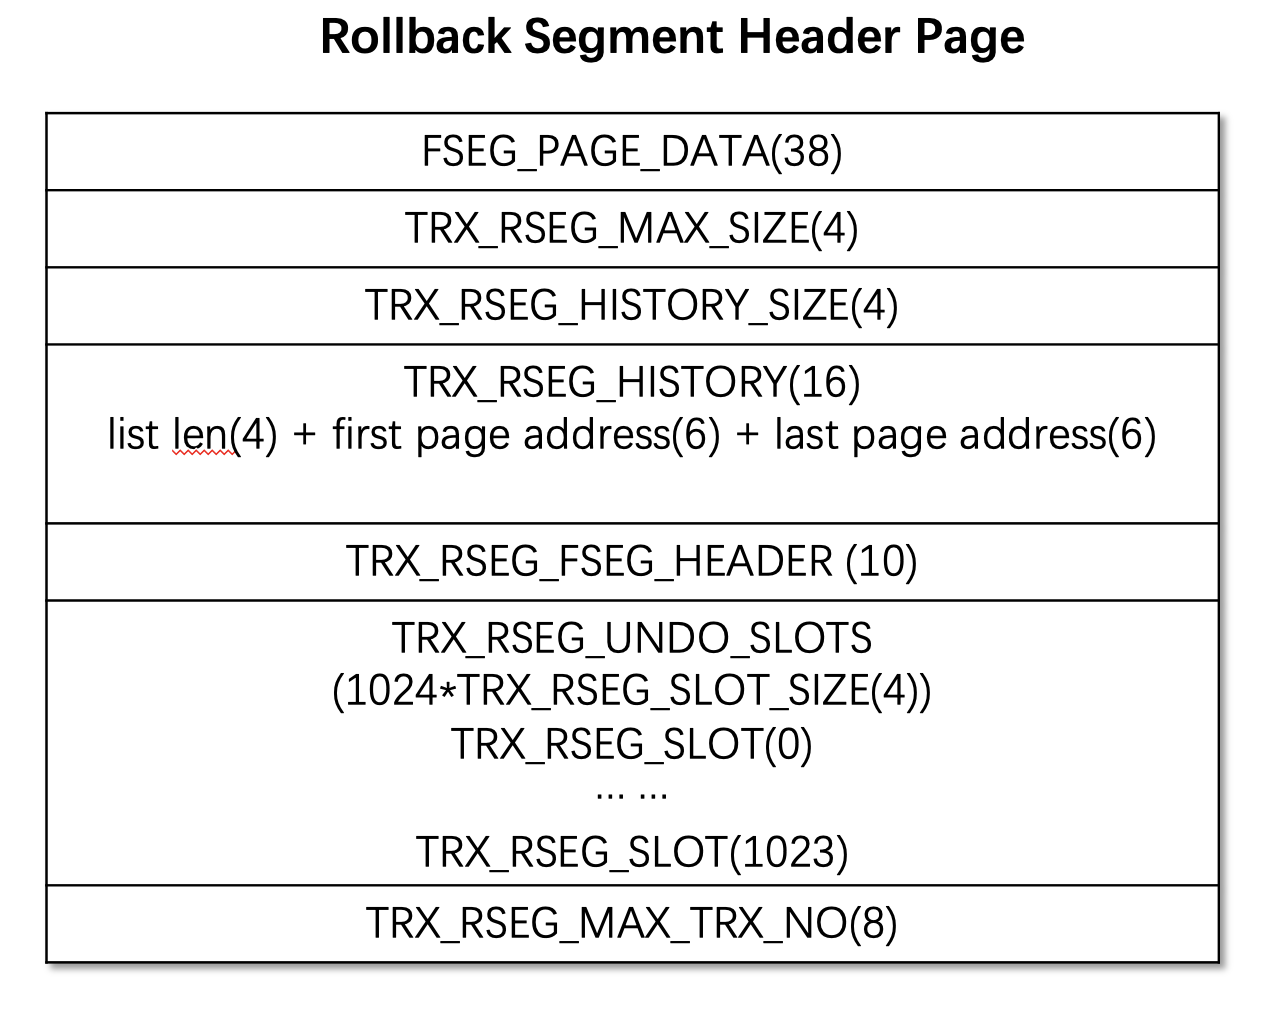 Rollback Segment Header Page
FSEG_PAGE_DATA(38)
TRX_RSEG_MAX_SIZE(4)
TRX_RSEG_HISTORY_SIZE(4)
TRX_RSEG_HISTORY(16)
list len(4) + first page address(6) + last page address(6)
TRX_RSEG_FSEG_HEADER (10)
TRX_RSEG_UNDO_SLOTS
(1024*TRX_RSEG_SLOT_SIZE(4))
TRX_RSEG_SLOT(0)
... ...
TRX_RSEG_SLOT(1023)
TRX_RSEG_MAX_TRX_NO(8)